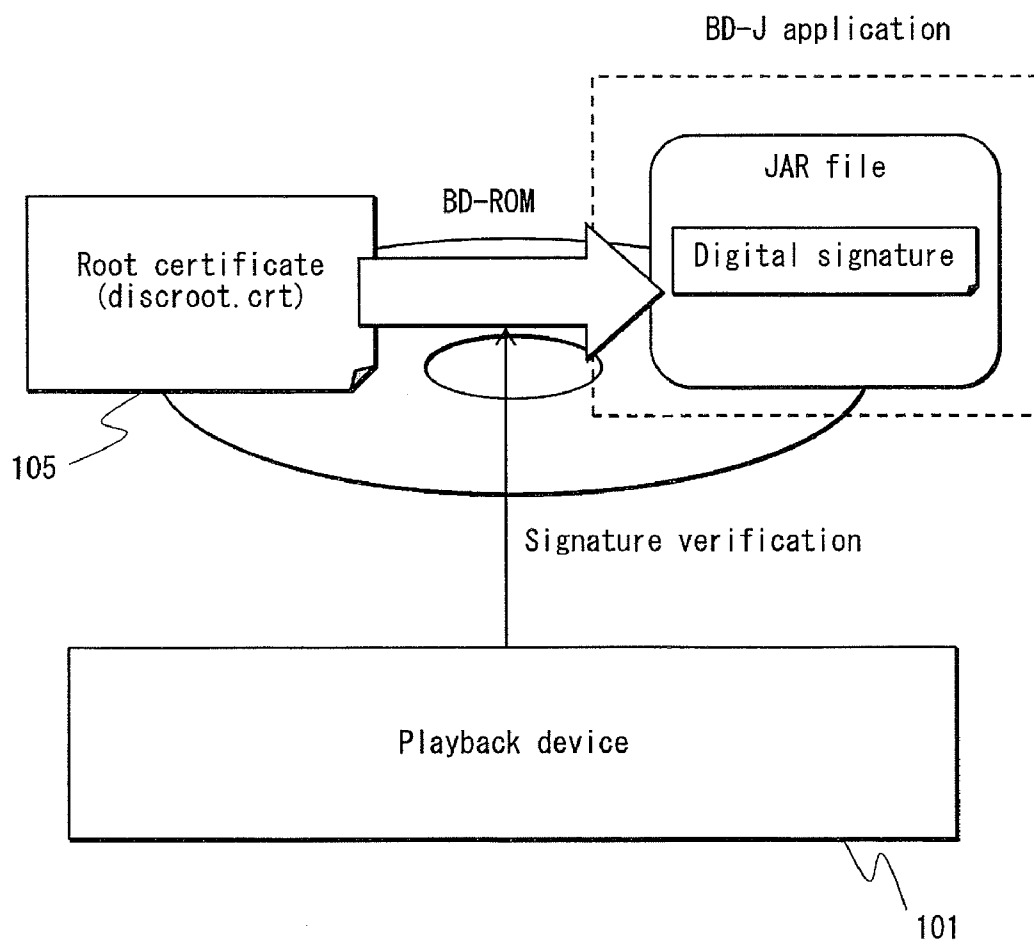 BD-J application
JAR file
BD-ROM
Digital signature
Root certificate
(discroot.crt)
105
Signature verification
Playback device
101